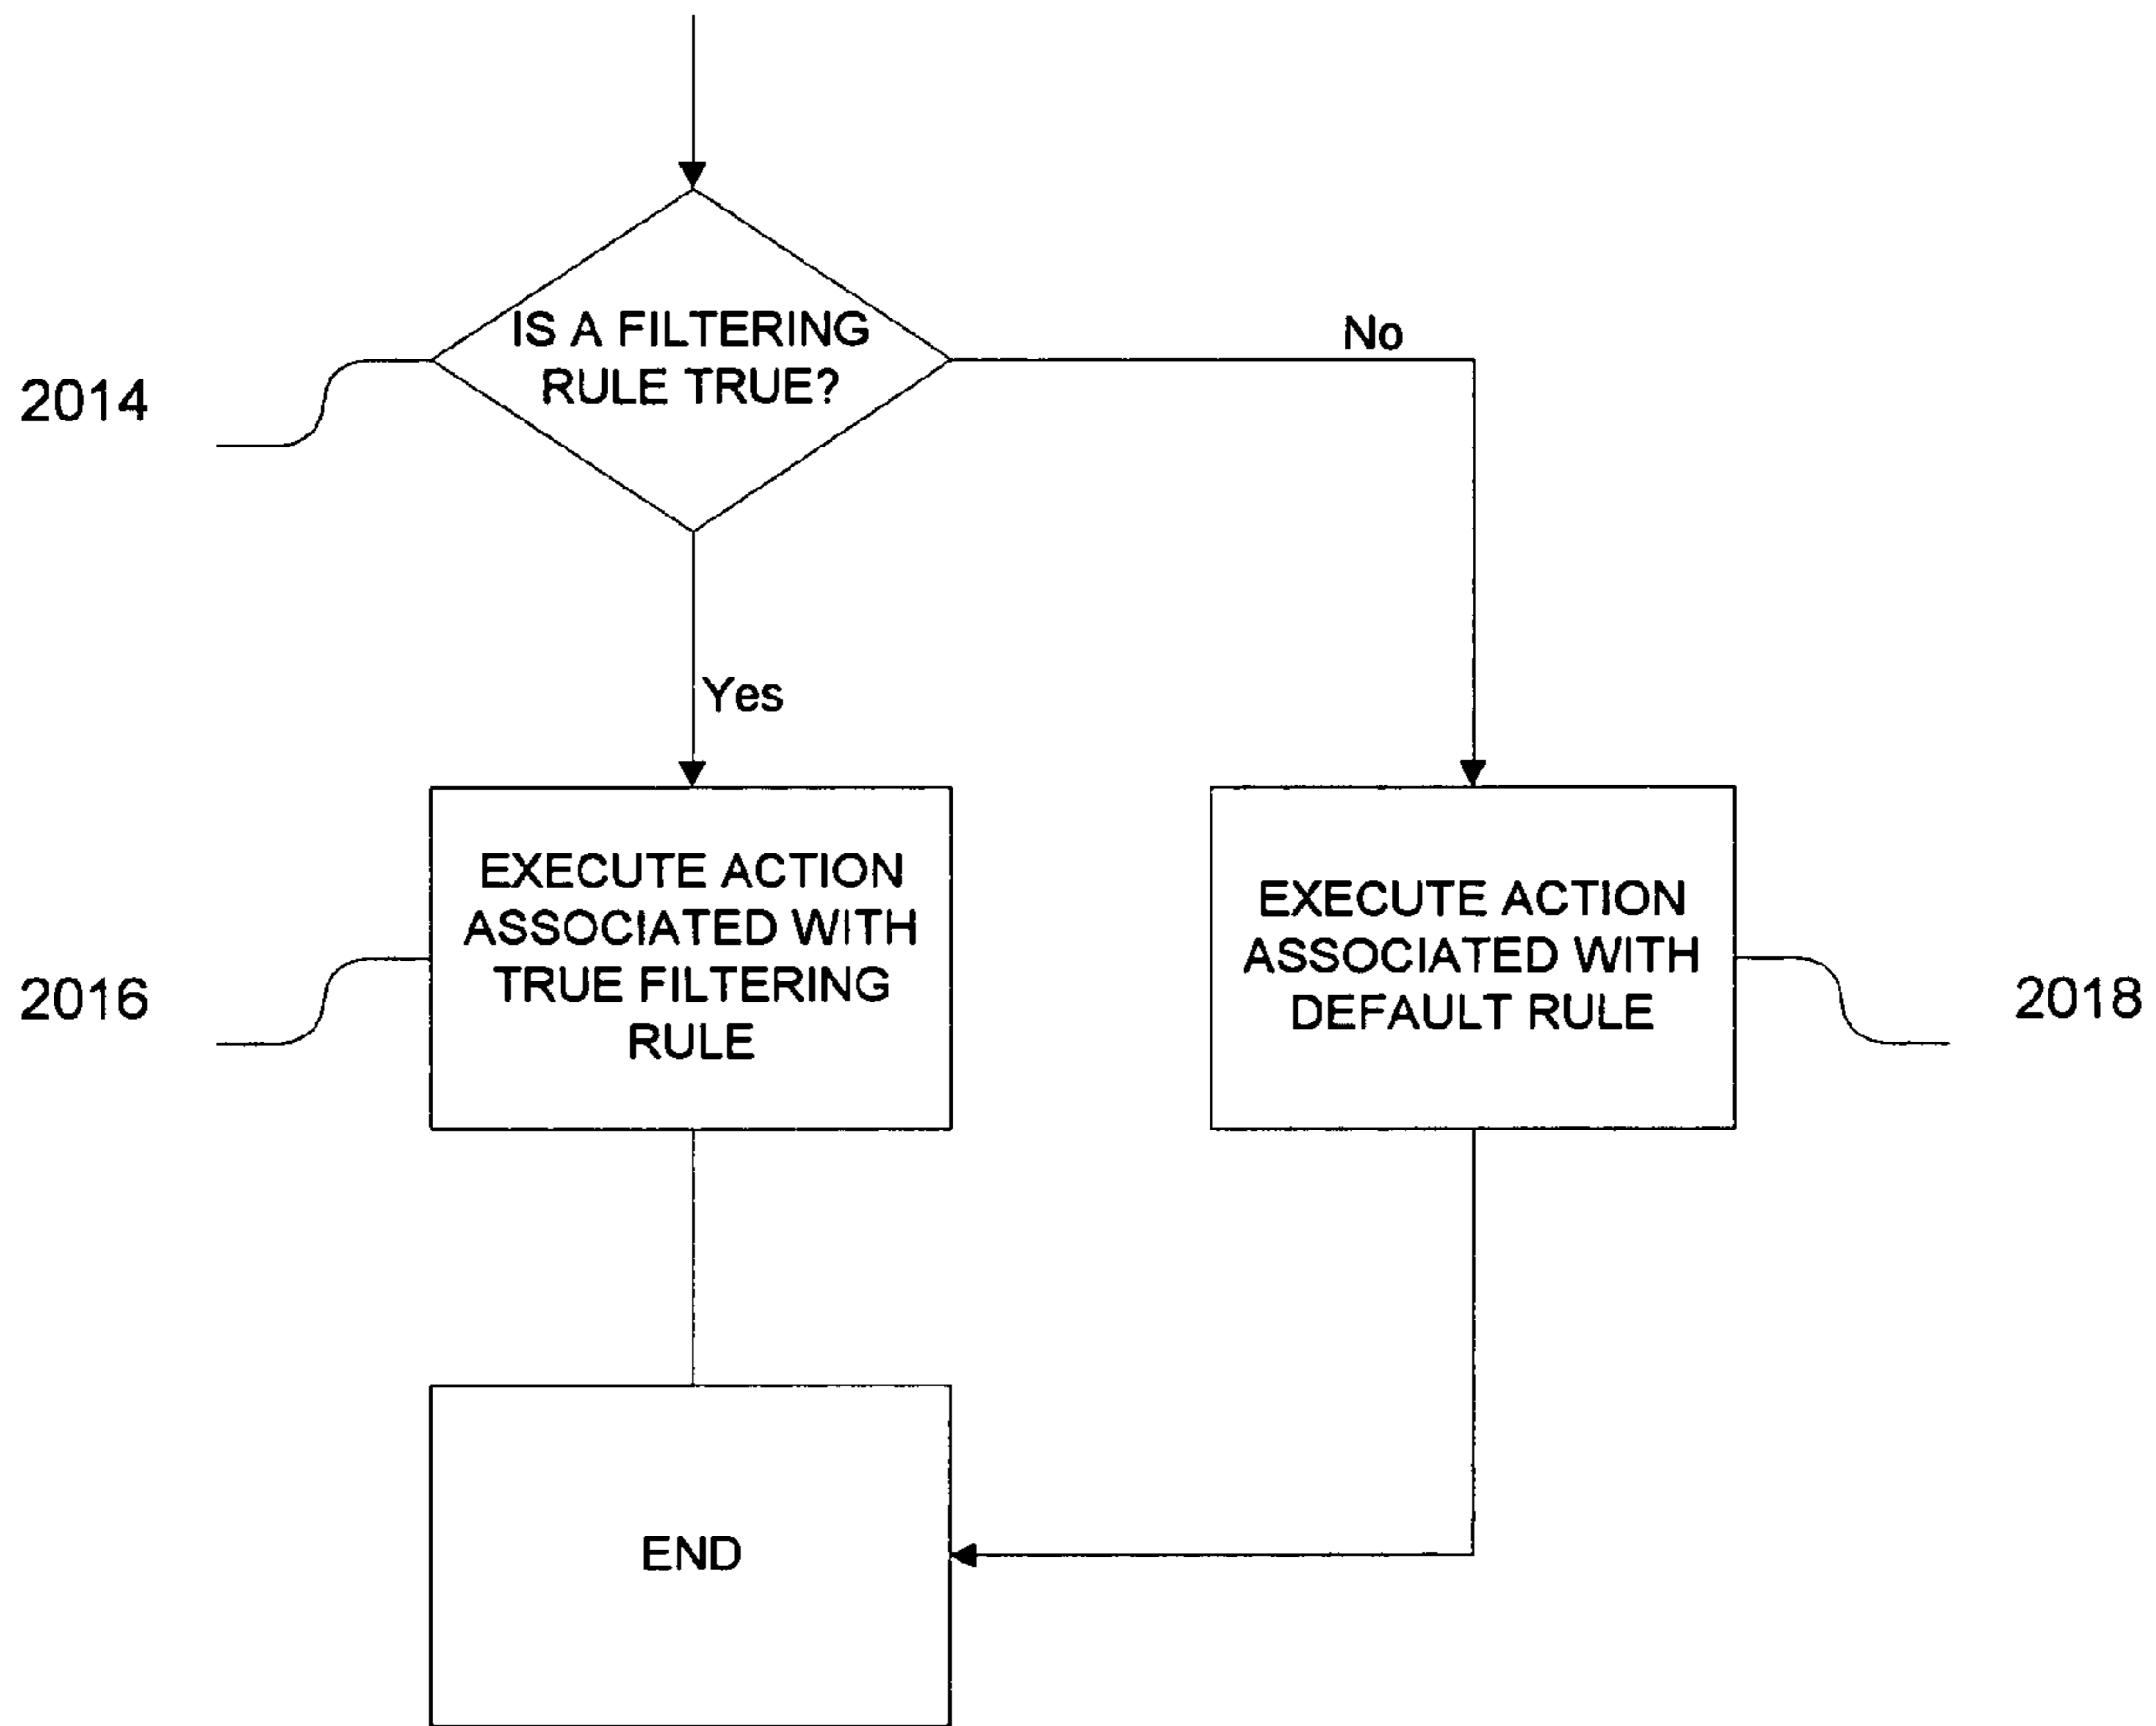 IS A FILTERING
RULE TRUE?
No
2014
Yes
EXECUTE ACTION
ASSOCIATED WITH
TRUE FILTERING
RULE
2016
EXECUTE ACTION
ASSOCIATED WITH
DEFAULT RULE
2018
END